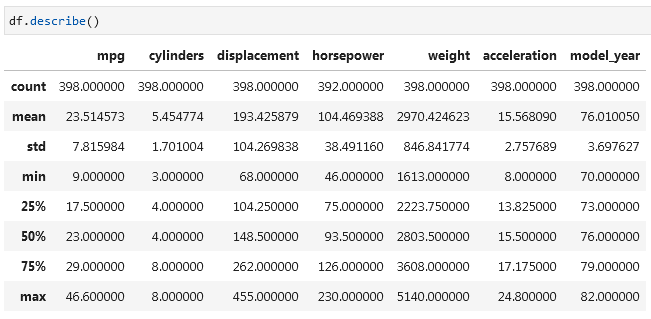 df.describe()
mpg cylinders displacement horsepower weight acceleration model_year
count 398.000000 398.000000 398.000000 392.000000 398.000000 398.000000 398.000000
mean 23.514573 5.454774 193.425879 104.469388 2970.424623 15.568090 76.010050
std 7.815984 1.701004 104.269838 38.491160 846.841774 2.757689 3.697627
min 9.000000 3.000000 68.000000 46.000000 1613.000000 8.000000 70.000000
25% 17.500000 4.000000 104.250000 75.000000 2223.750000 13.825000 73.000000
50% 23.000000 4.000000 148.500000 93.500000 2803.500000 15.500000 76.000000
75% 29.000000 8.000000 262.000000 126.000000 3608.000000 17.175000 79.000000
max 46.600000 8.000000 455.000000 230.000000 5140.000000 24.800000 82.000000